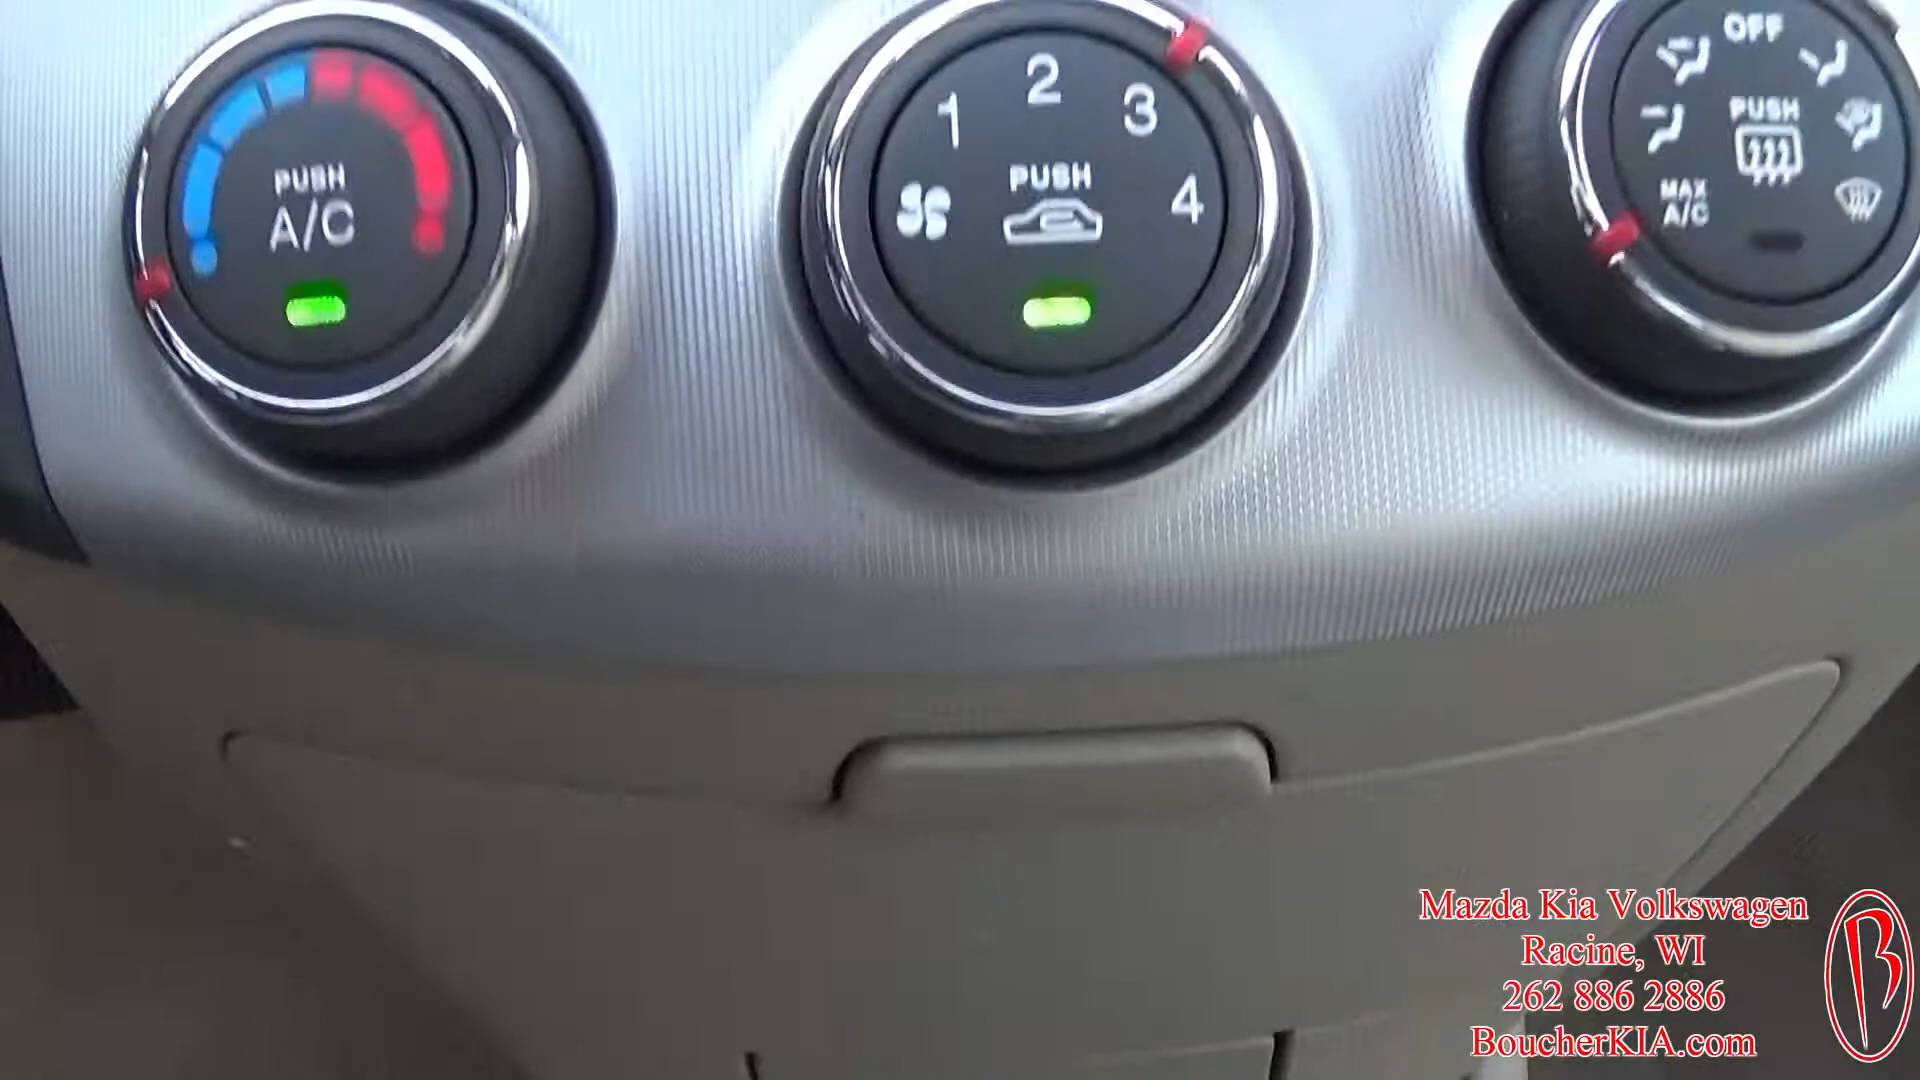 PUSH
A/C
1 2 3 4
PUSH
OFF
PUSH
MAX
A/C
Mazda Kia Volkswagen
Racine, WI
262 886 2886
BoucherKIA.com
B